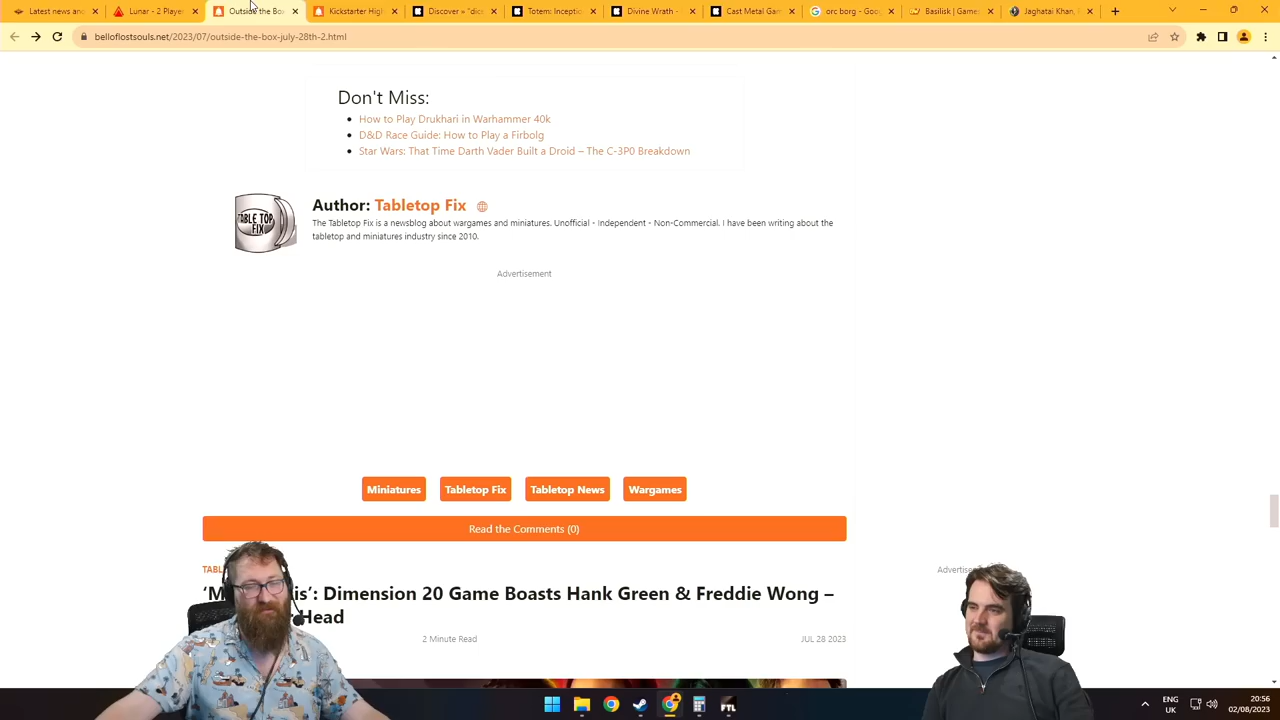 Latest news an
Lunar - 2 Playe
Outside the Box
Kickstarter High
Discover » "dic
Totem: Incepti
Divine Wrath -
Cast Metal Gam
orc borg - Goo
Basilisk | Games
Jaghatai Khan, 
belloflostsouls.net/2023/07/outside-the-box-july-28th-2.html
Don't Miss:
How to Play Drukhari in Warhammer 40k
D&D Race Guide: How to Play a Firbolg
Star Wars: That Time Darth Vader Built a Droid – The C-3P0 Breakdown
TABLE TOP
FIX
Author: Tabletop Fix
The Tabletop Fix is a newsblog about wargames and miniatures. Unofficial - Independent - Non-Commercial. I have been writing about the
tabletop and miniatures industry since 2010.
Advertisement
Miniatures
Tabletop Fix
Tabletop News
Wargames
Read the Comments (0)
TABL
Dimension 20 Game Boasts Hank Green & Freddie Wong –
Head
2 Minute Read
JUL 28 2023
FTL
ENG
UK
20:56
02/08/2023